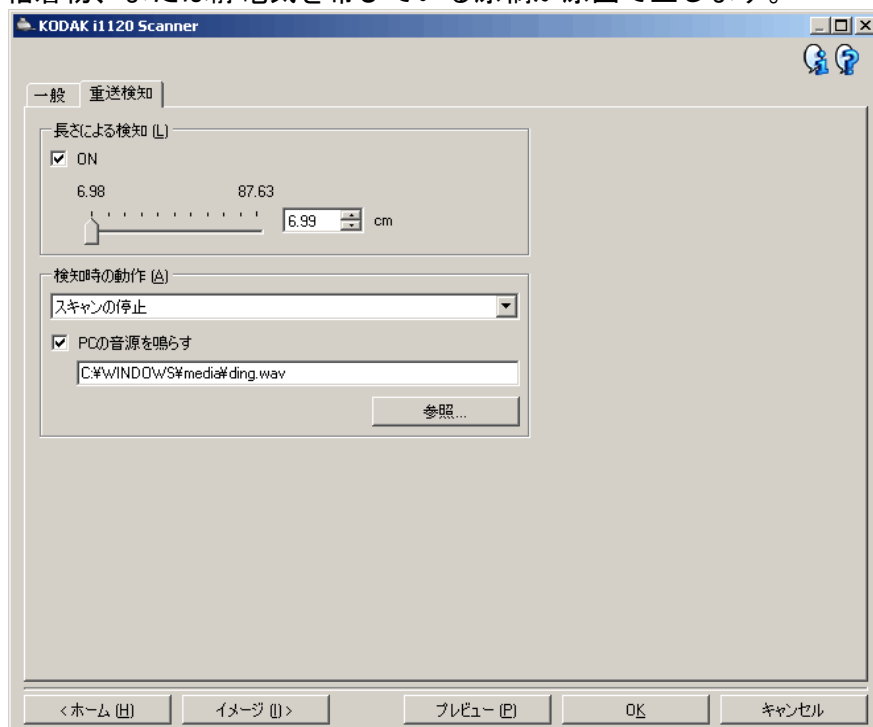 KODAK i1120 Scanner
一般 重送検知
長さによる検知 (L)
ON
6.98 87.63
6.99 cm
検知時の動作 (A)
スキャンの停止
PCの音源を鳴らす
C:¥WINDOWS¥media¥ding.wav
参照...
<ホーム (H) イメージ (I)> プレビュー (P) OK キャンセル